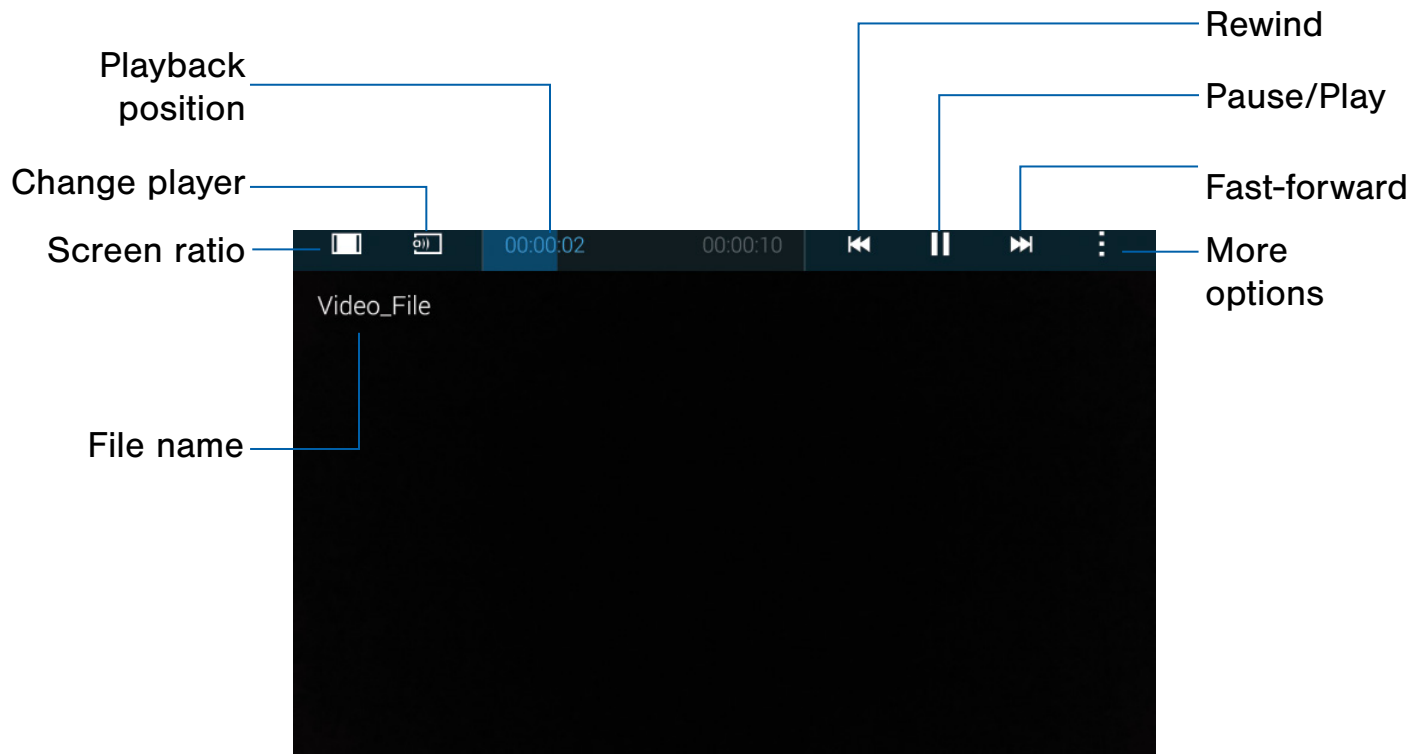 Rewind
Playback
position
Pause/Play
Change player
Fast-forward
Screen ratio
00:00:02
00:00:10
More
options
Video_File
File name